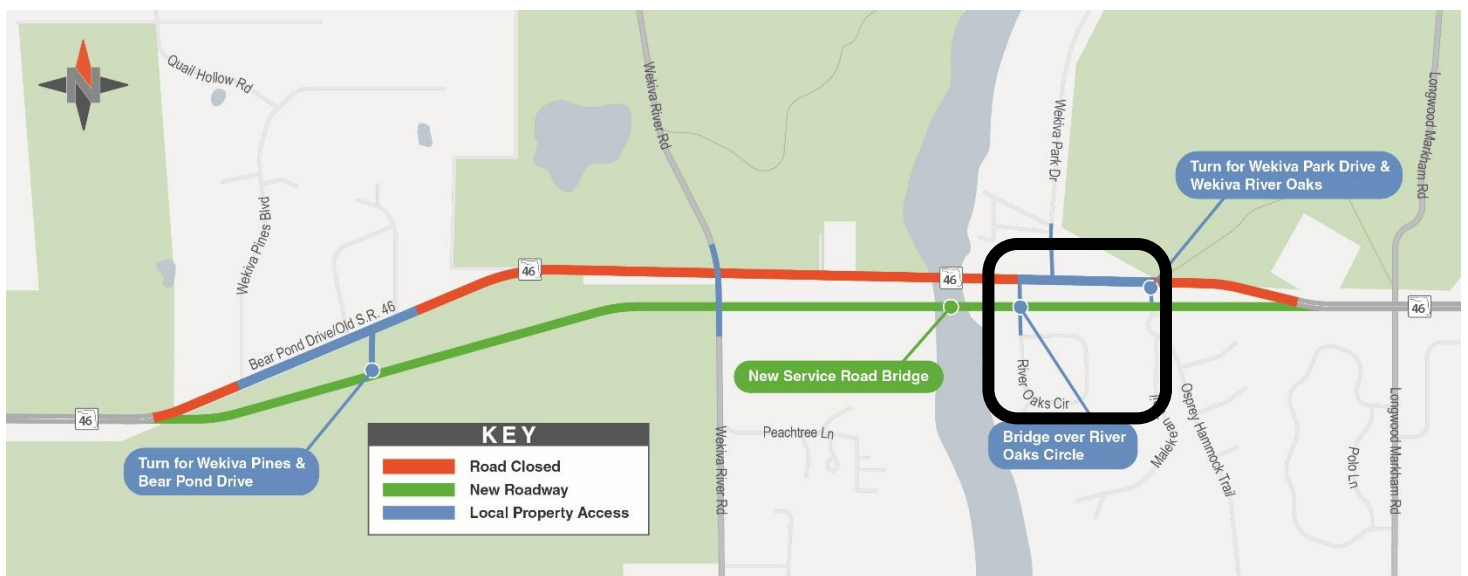 Quail Hollow Rd
Wekiva River Rd
Wekiva Park Dr
Longwood Markham Rd
Turn for Wekiva Park Drive &
Wekiva River Oaks
Wekiva Pines Blvd
46
46
Bear Pond Drive/Old S.R. 46
46
46
New Service Road Bridge
River Oaks Cir
Osprey Hammock Trail
Malekean Trail
Bridge over River
Oaks Circle
Turn for Wekiva Pines &
Bear Pond Drive
Peachtree Ln
Wekiva River Rd
Polo Ln
Longwood Markham Rd
KEY
Road Closed
New Roadway
Local Property Access
N